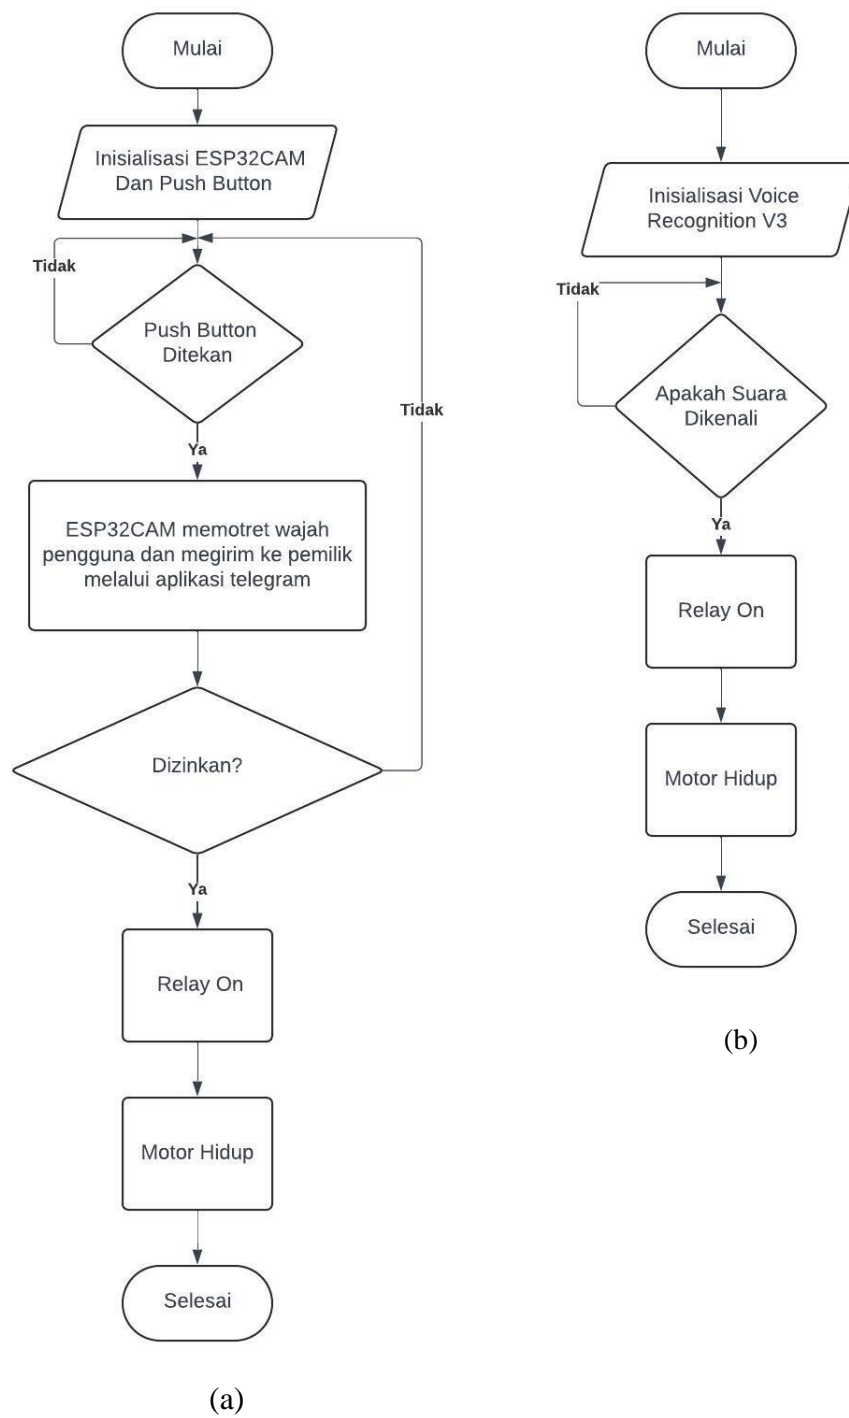 Mulai
Inisialisasi ESP32CAM
Dan Push Button
Tidak
Push Button
Ditekan
Tidak
Ya
ESP32CAM memotret wajah
pengguna dan megirim ke pemilik
melalui aplikasi telegram
Dizinkan?
Ya
Relay On
Motor Hidup
Selesai
(a)
Mulai
Inisialisasi Voice
Recognition V3
Tidak
Apakah Suara
Dikenali
Ya
Relay On
Motor Hidup
Selesai
(b)